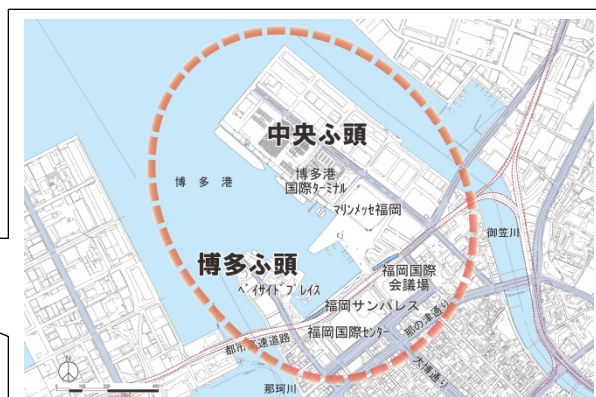 中央ふ頭
博多港
国際ターミナル
博多港
マリンメッセ福岡
御笠川
博多ふ頭
ベイサイドプレイス
福岡国際
会議場
福岡サンパレス
那の津通り
福岡国際センター
都市高速道路
大博通り
那珂川